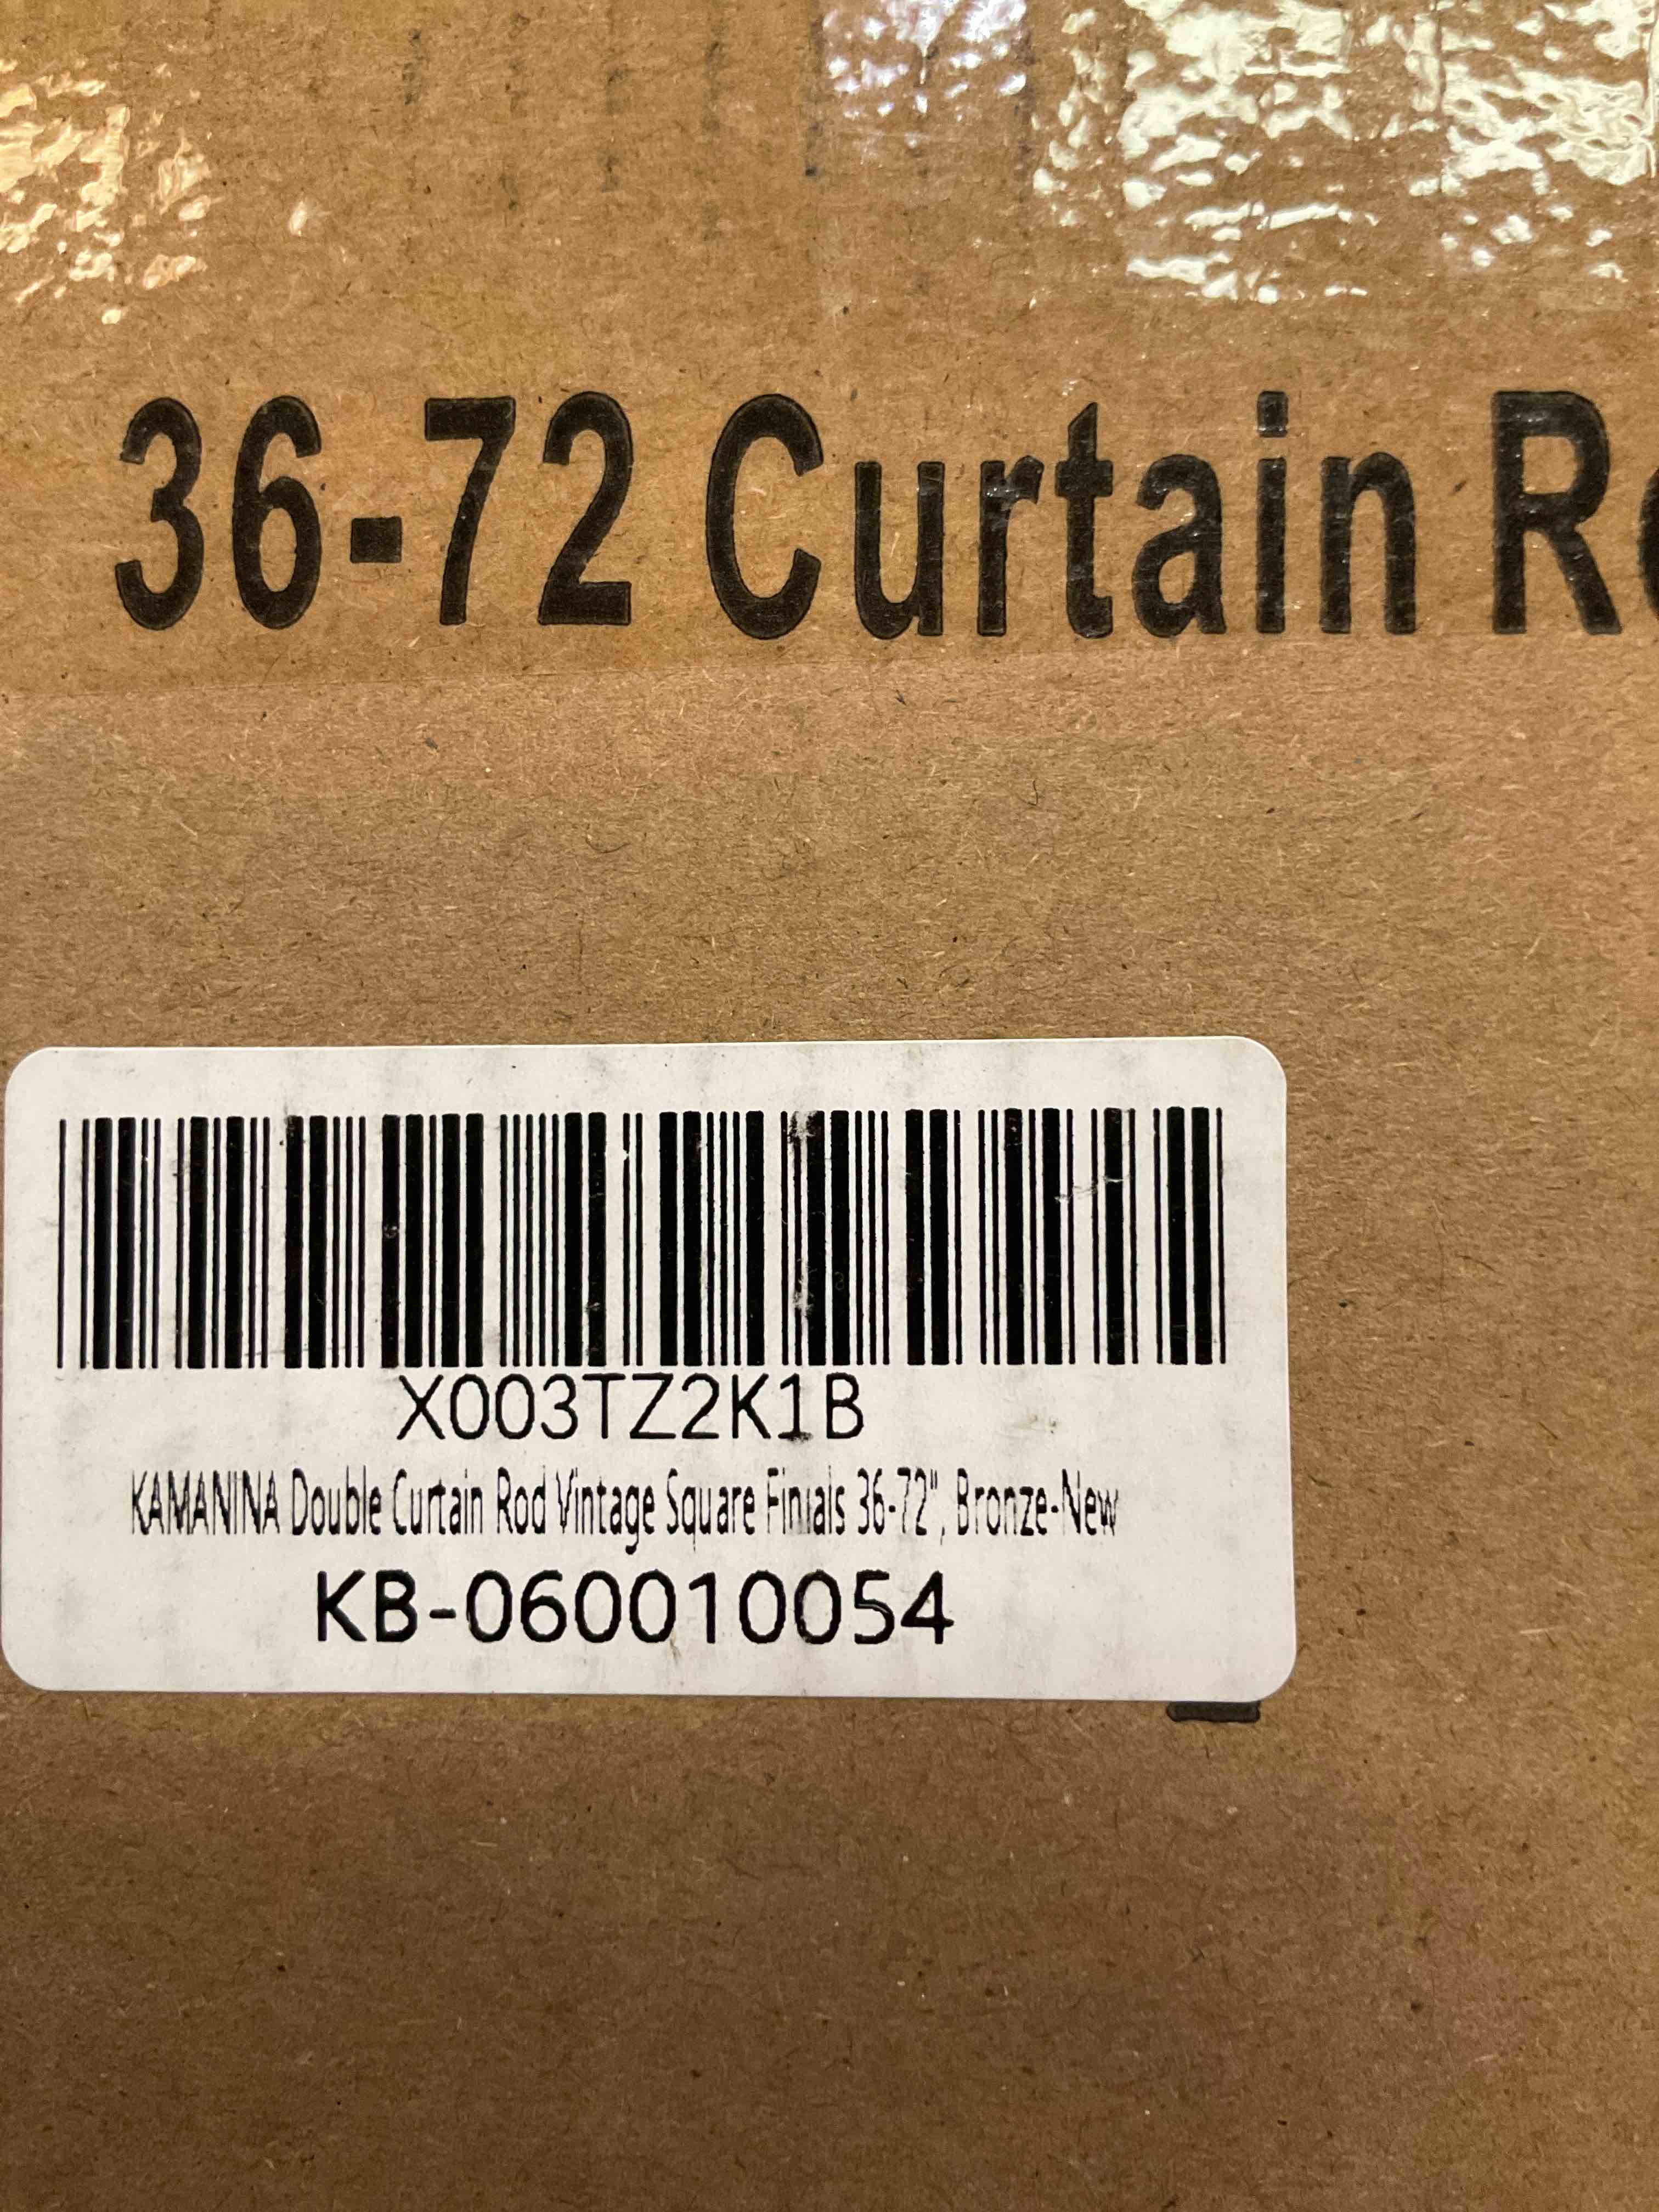 36-72 Curtain
X003TZ2K1B
KAMANINA Double Curtain Rod Vintage Square Finials 36-72", Bronze-New
KB-060010054